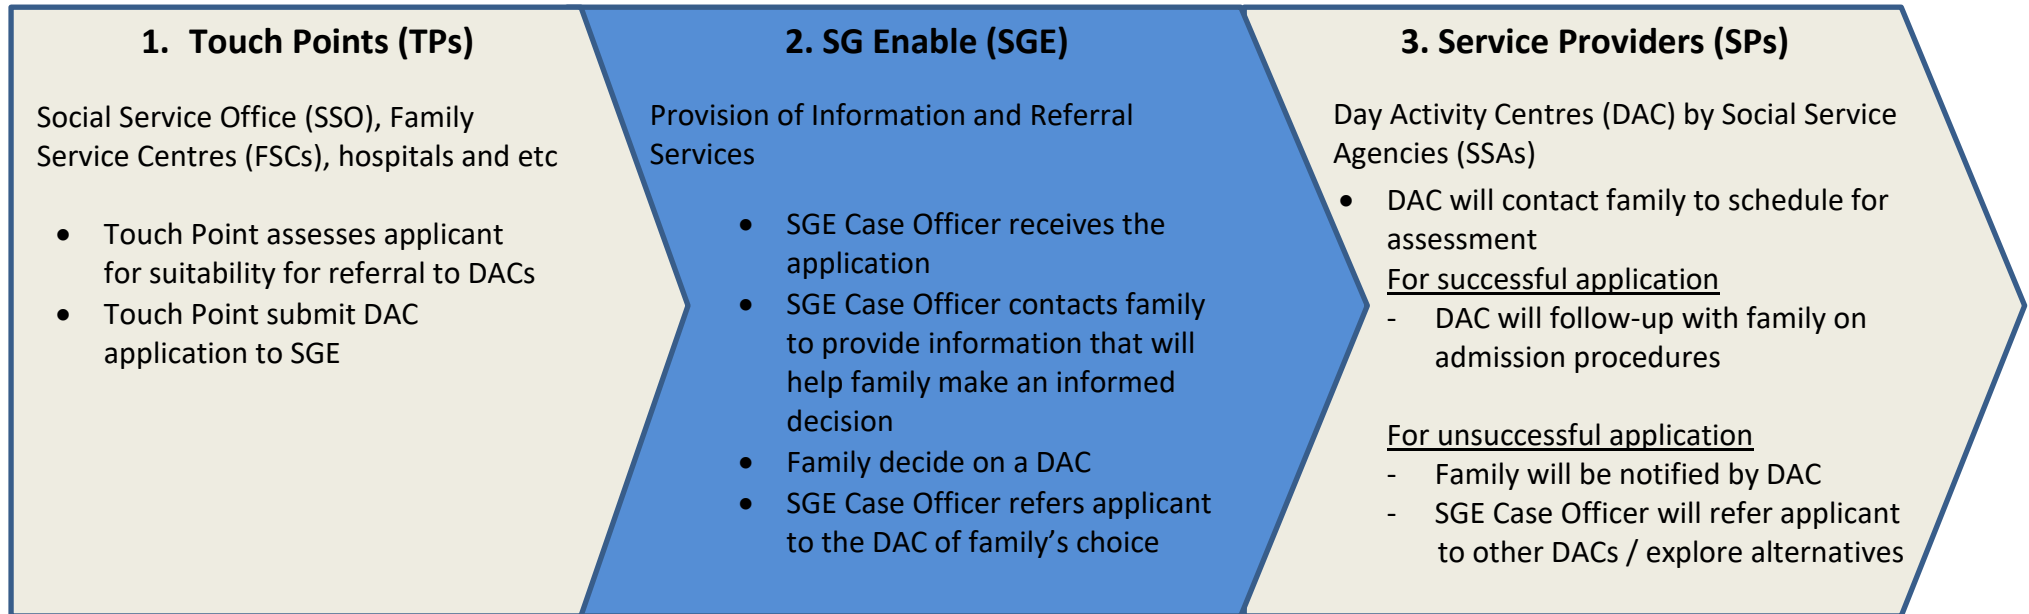 1. Touch Points (TPs)
Social Service Office (SSO), Family
Service Centres (FSCs), hospitals and etc
• Touch Point assesses applicant
for suitability for referral to DACs
• Touch Point submit DAC
application to SGE
2. SG Enable (SGE)
Provision of Information and Referral
Services
• SGE Case Officer receives the
application
• SGE Case Officer contacts family
to provide information that will
help family make an informed
decision
• Family decide on a DAC
• SGE Case Officer refers applicant
to the DAC of family’s choice
3. Service Providers (SPs)
Day Activity Centres (DAC) by Social Service
Agencies (SSAs)
• DAC will contact family to schedule for
assessment
For successful application
- DAC will follow-up with family on
admission procedures
For unsuccessful application
- Family will be notified by DAC
- SGE Case Officer will refer applicant
to other DACs / explore alternatives